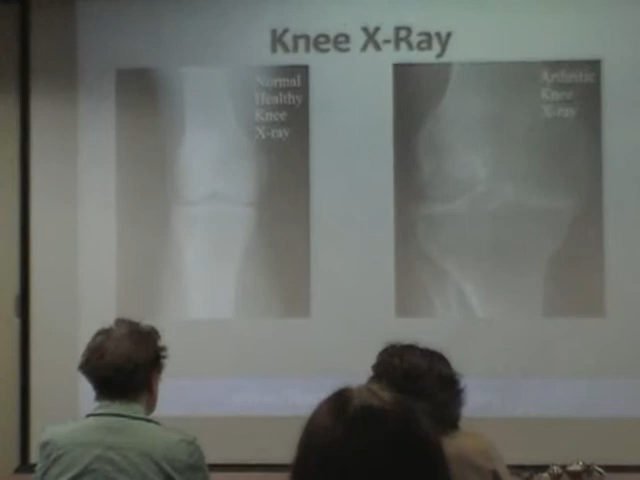 Knee X-Ray
Normal
Healthy
Knee
X-ray
Arthritic
Knee
X-ray